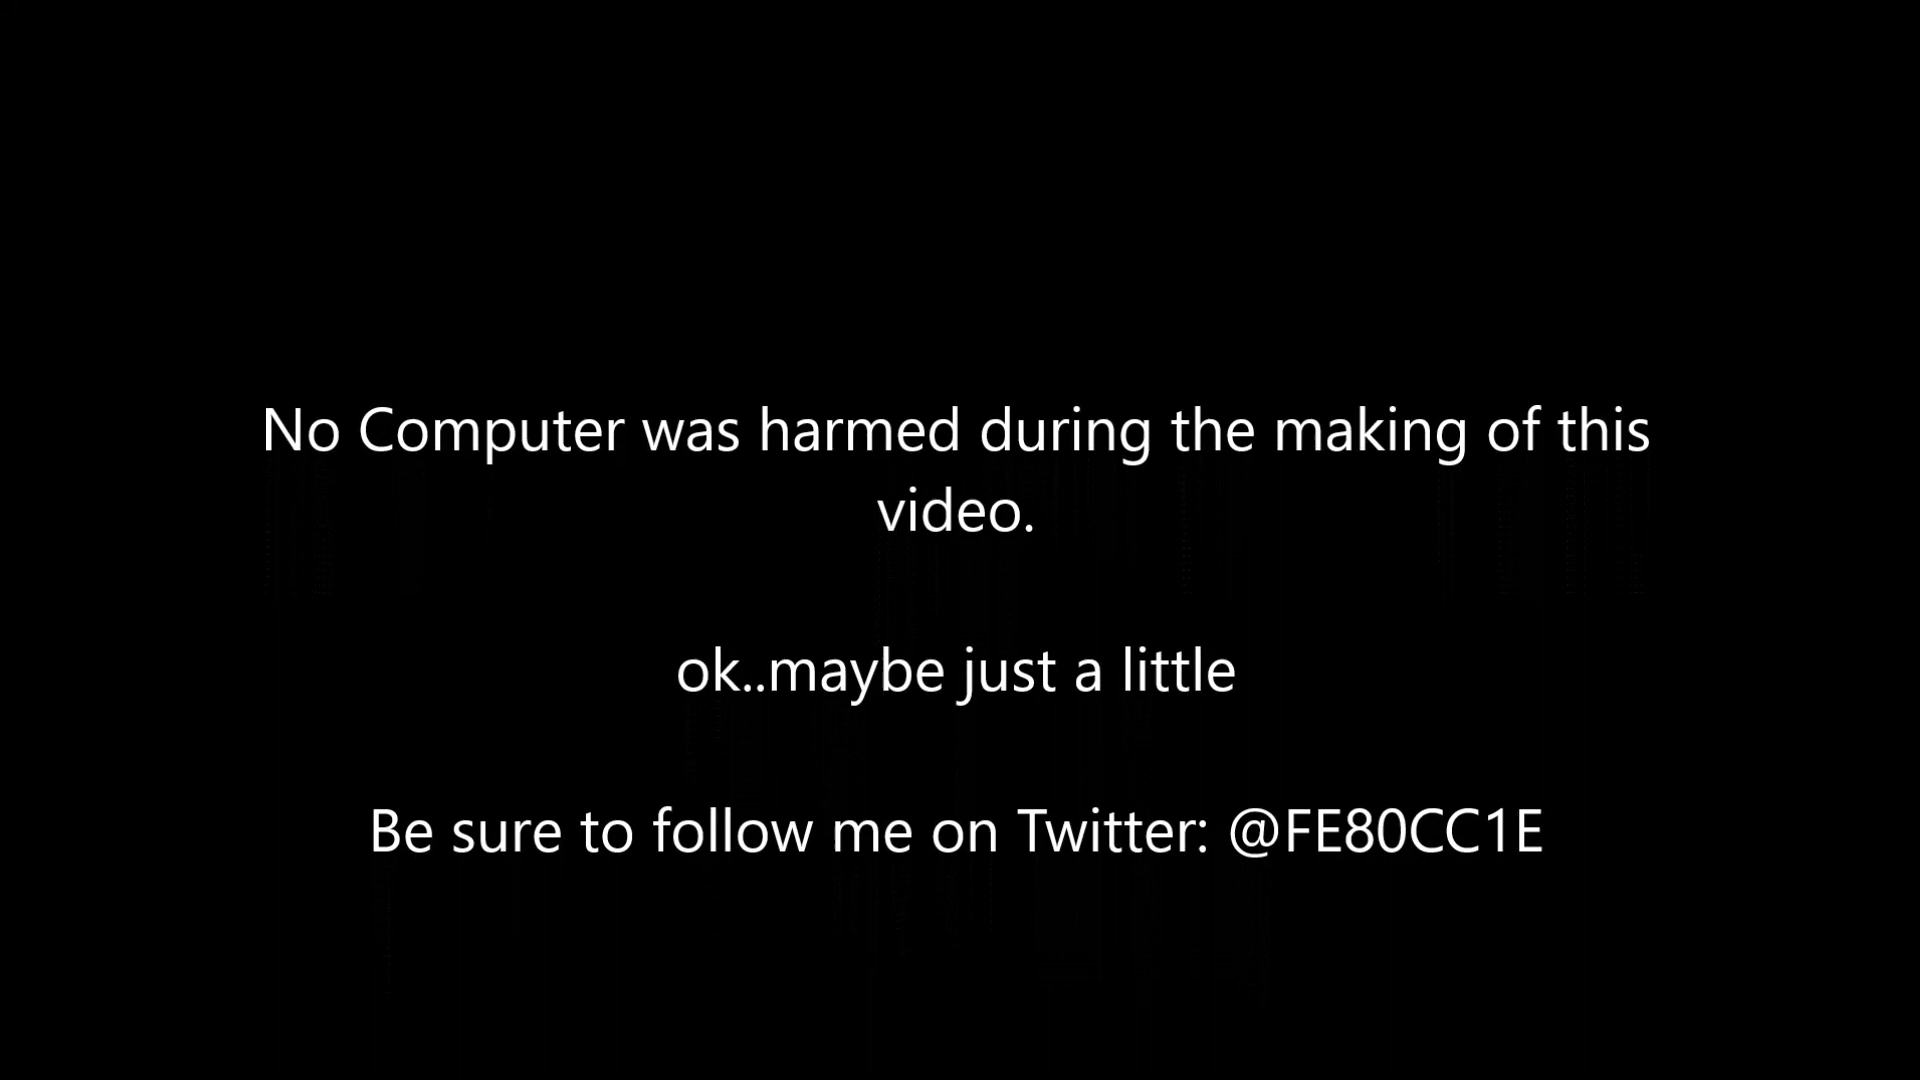 No Computer was harmed during the making of this
video.
ok..maybe just a little
Be sure to follow me on Twitter: @FE80CC1E